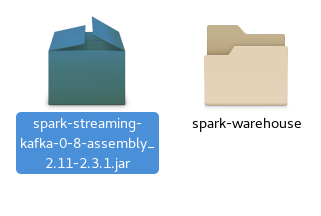 spark-streaming-
kafka-0-8-assembly_
2.11-2.3.1.jar
spark-warehouse